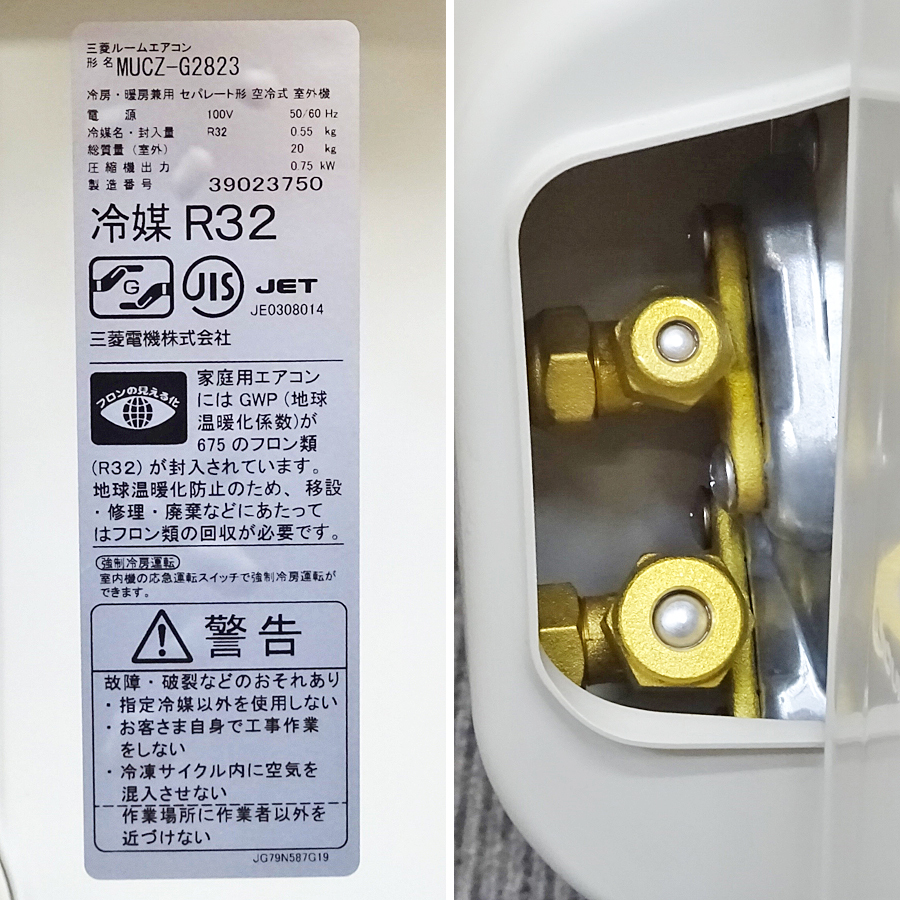 三菱ルームエアコン
形名 MUCZ-G2823
冷房・暖房兼用 セパレート形 空冷式 室外機
電源 100V 50/60 Hz
冷媒名・封入量 R32 0.55 kg
総質量(室外) 20 kg
圧縮機出力 0.75 kW
製造番号 39023750
冷媒 R32
G JIS JET
JE0308014
三菱電機株式会社
フロンの見える化
家庭用エアコン
には GWP (地球
温暖化係数)が
675 のフロン類
(R32) が封入されています。
地球温暖化防止のため、移設
・修理・廃棄などにあたって
はフロン類の回収が必要です。
強制冷房運転
室内機の応急運転スイッチで強制冷房運転が
できます。
警告
故障・破裂などのおそれあり
・指定冷媒以外を使用しない
・お客さま自身で工事作業
をしない
・冷凍サイクル内に空気を
混入させない
作業場所に作業者以外を
近づけない
JG79N587G19